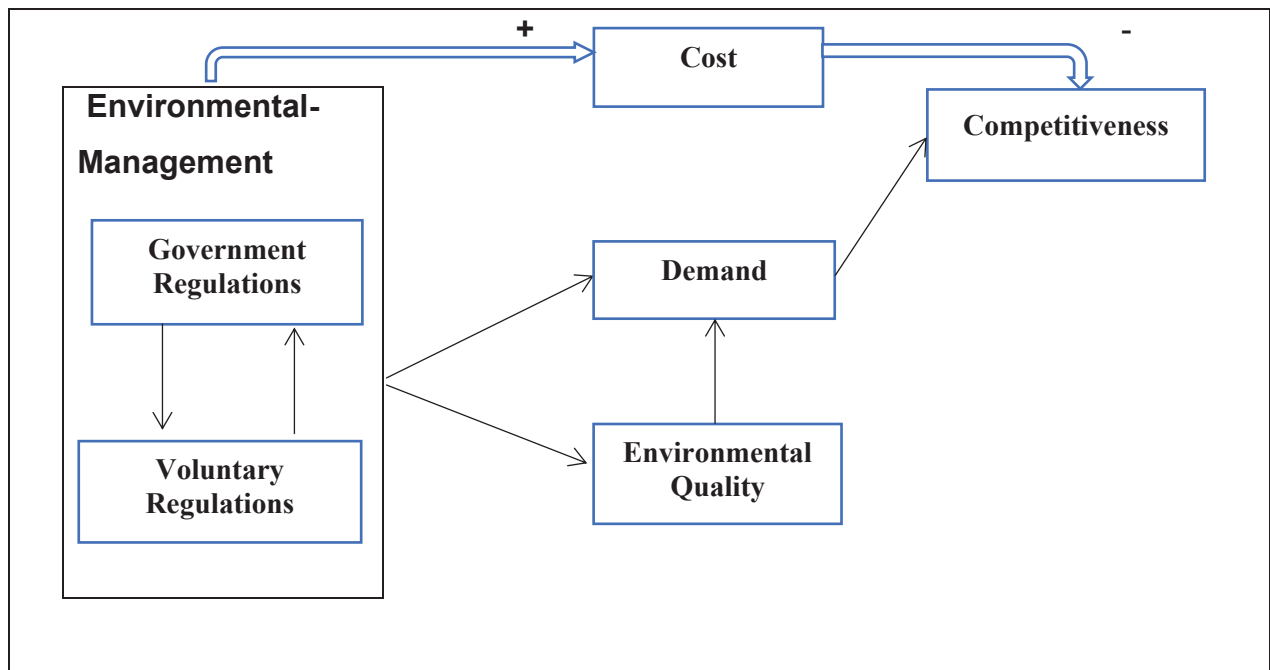 +
-
Cost
Environmental-
Management
Competitiveness
Government
Regulations
Demand
Voluntary
Regulations
Environmental
Quality